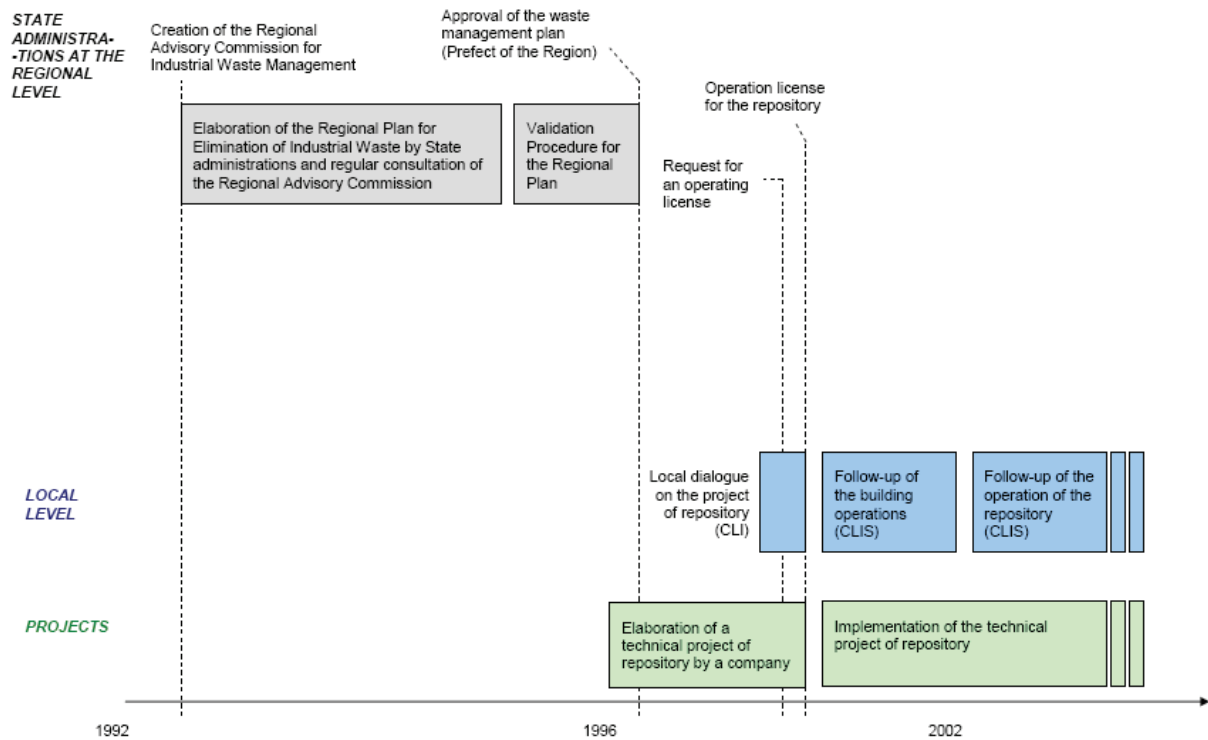 STATE
ADMINISTRA-
-TIONS AT THE
REGIONAL
LEVEL
Creation of the Regional
Advisory Commission for
Industrial Waste Management
Approval of the waste
management plan
(Prefect of the Region)
Operation license
for the repository
Elaboration of the Regional Plan for
Elimination of Industrial Waste by State
administrations and regular consultation of
the Regional Advisory Commission
Validation
Procedure for
the Regional
Plan
Request for
an operating
license
LOCAL
LEVEL
Local dialogue
on the project
of repository
(CLI)
Follow-up of
the building
operations
(CLIS)
Follow-up of the
operation of the
repository
(CLIS)
PROJECTS
Elaboration of a
technical project of
repository by a company
Implementation of the technical
project of repository
1992
1996
2002